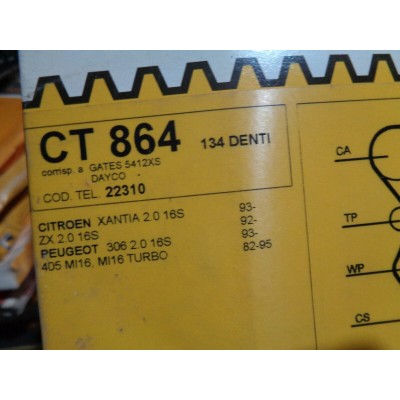 CT 864 134 DENTI
corrisp. a GATES 5412XS
DAYCO
COD. TEL. 22310
CITROEN XANTIA 2.0 16S 93-
ZX 2.0 16S 92-
PEUGEOT 306 2.0 16S 93-
405 MI16, MI16 TURBO 82-95
CA
TP
WP
CS